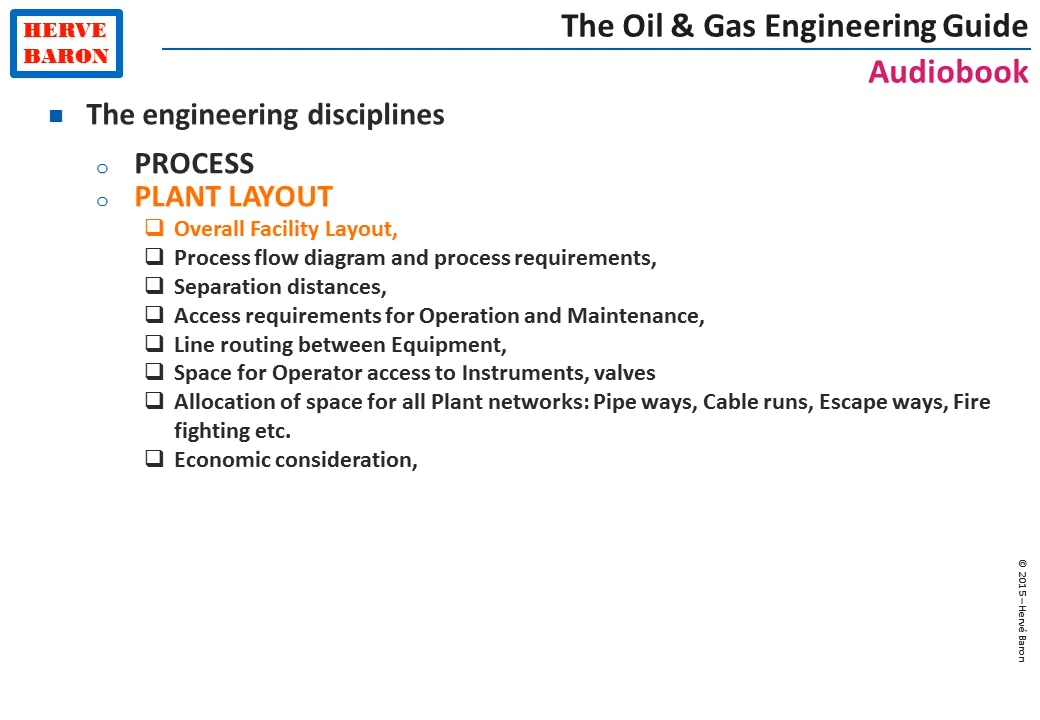 HERVE
BARON
The Oil & Gas Engineering Guide
Audiobook
■ The engineering disciplines
o PROCESS
o PLANT LAYOUT
❑ Overall Facility Layout,
❑ Process flow diagram and process requirements,
❑ Separation distances,
❑ Access requirements for Operation and Maintenance,
❑ Line routing between Equipment,
❑ Space for Operator access to Instruments, valves
❑ Allocation of space for all Plant networks: Pipe ways, Cable runs, Escape ways, Fire
fighting etc.
❑ Economic consideration,
© 2015 – Hervé Baron